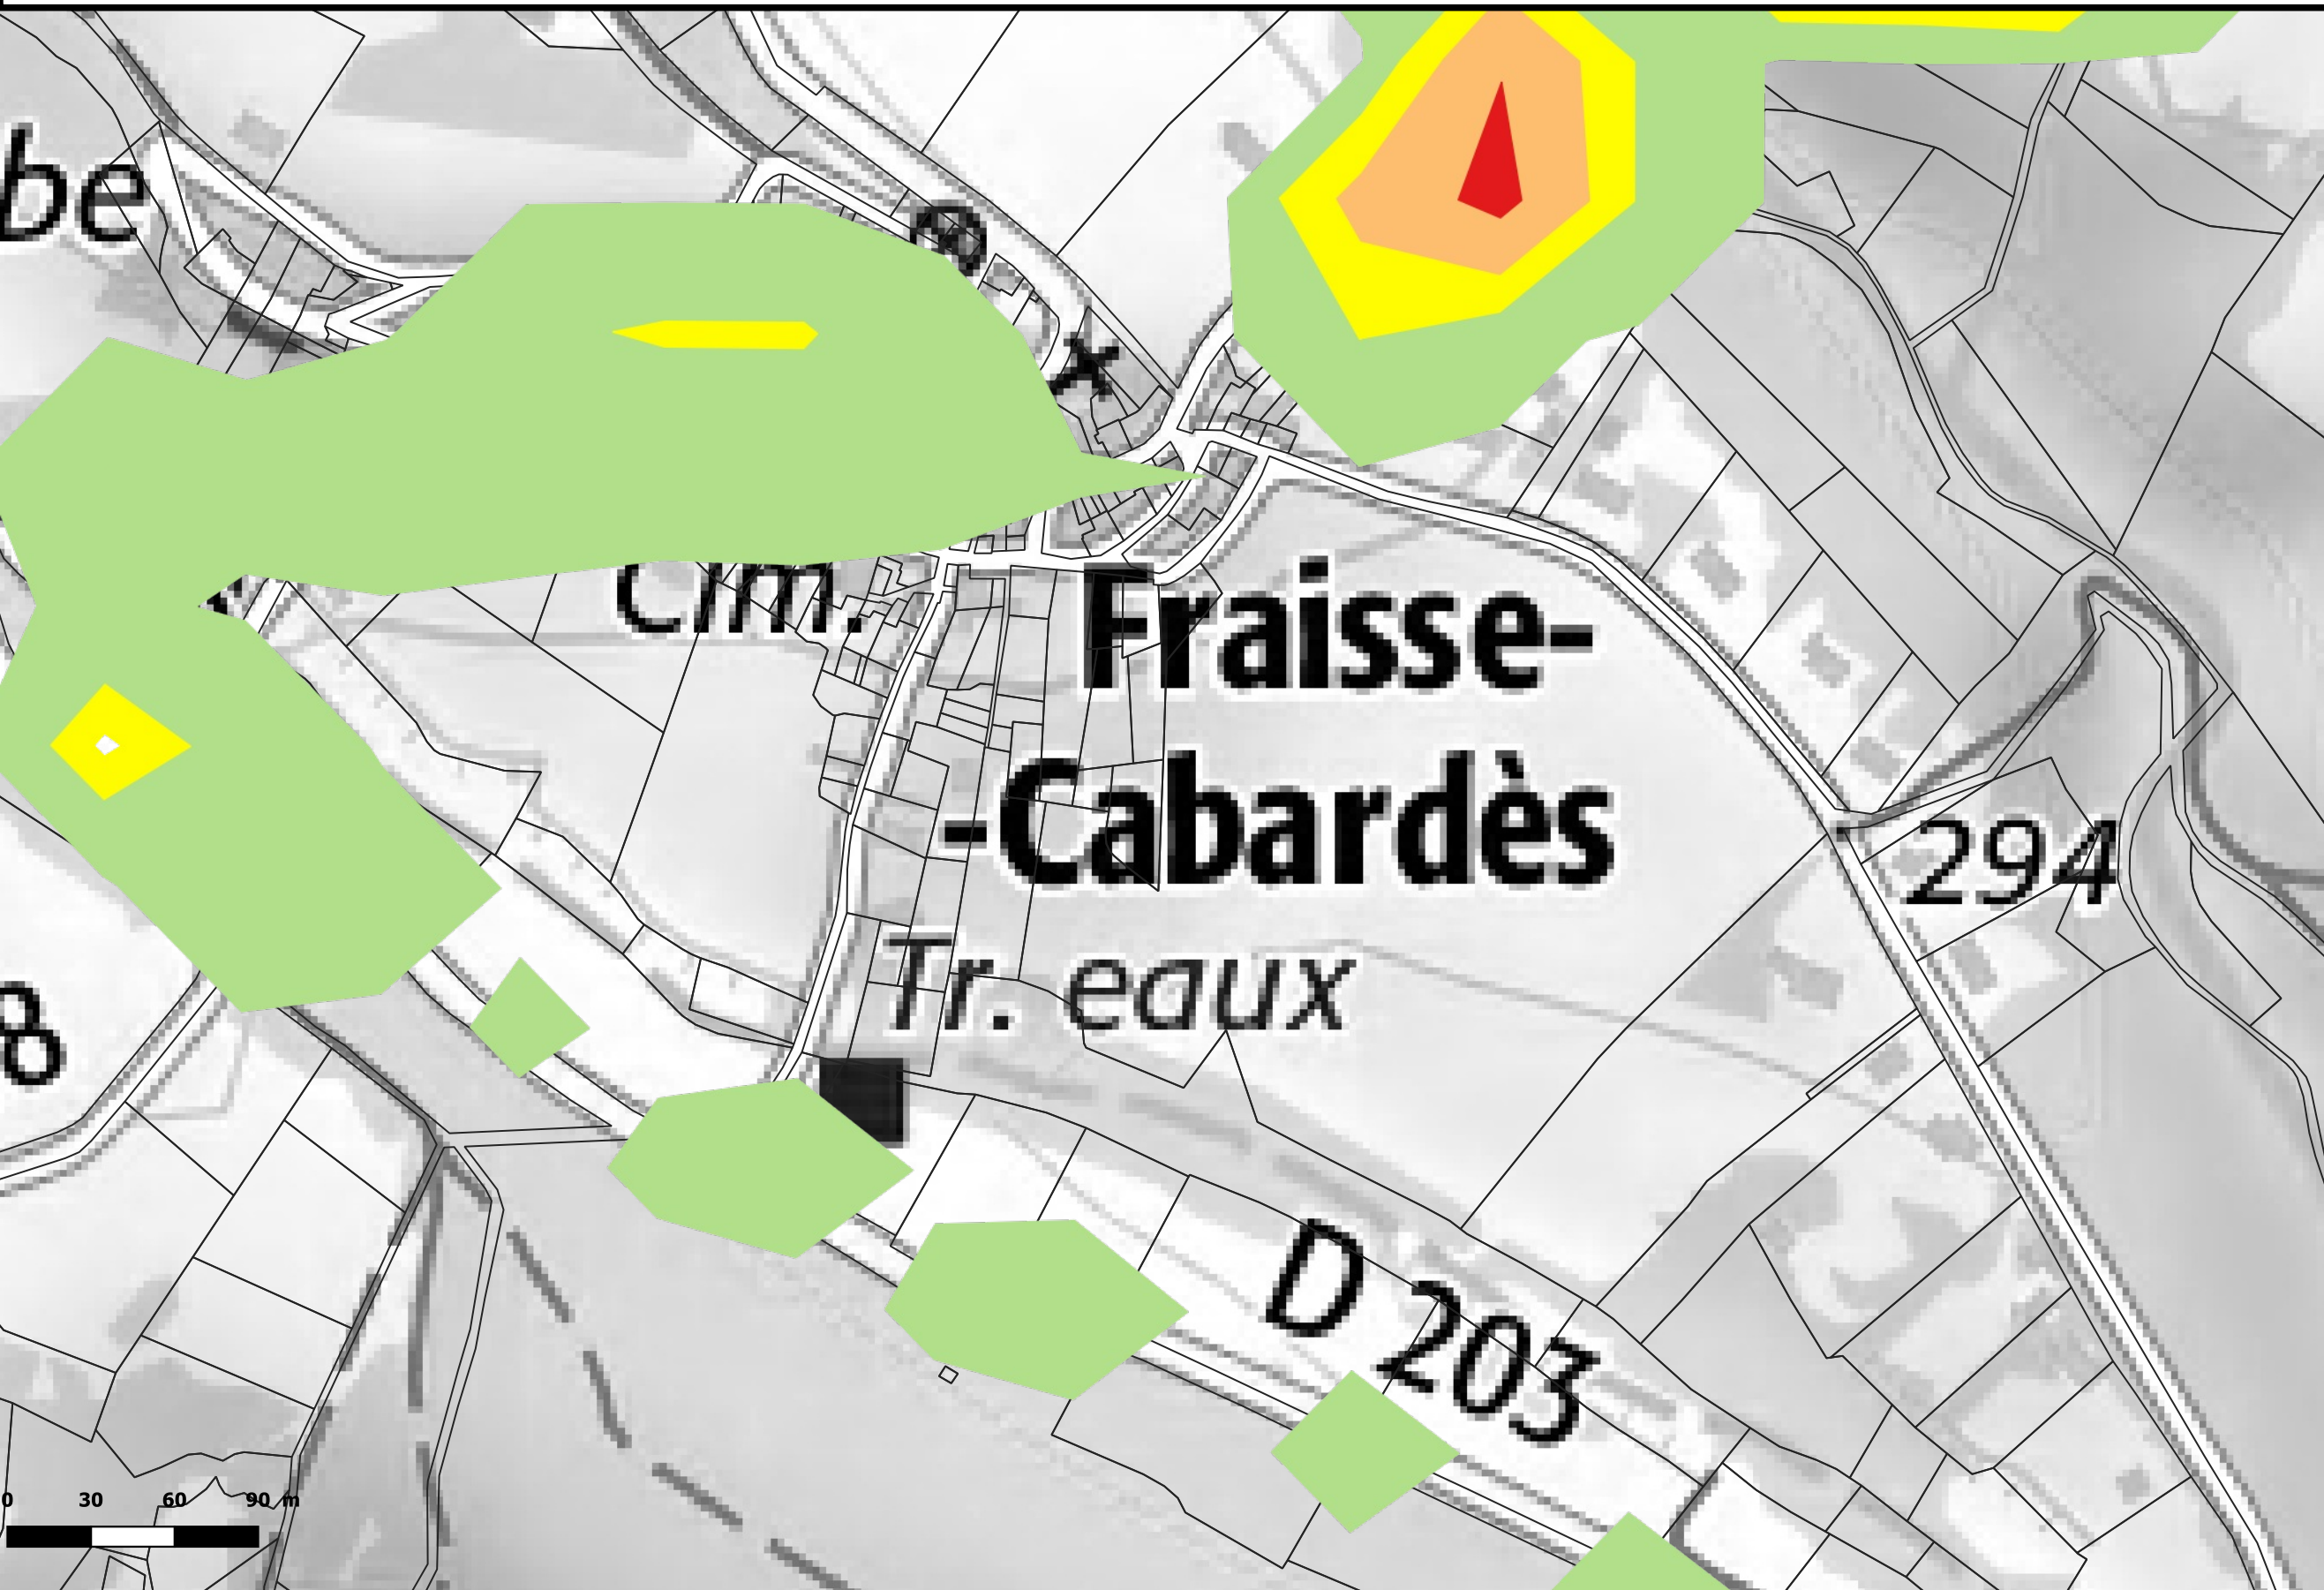 be
Cim.
Fraisse-
-Cabardès
294
Tr. eaux
8
D 203
0 30 60 90 m